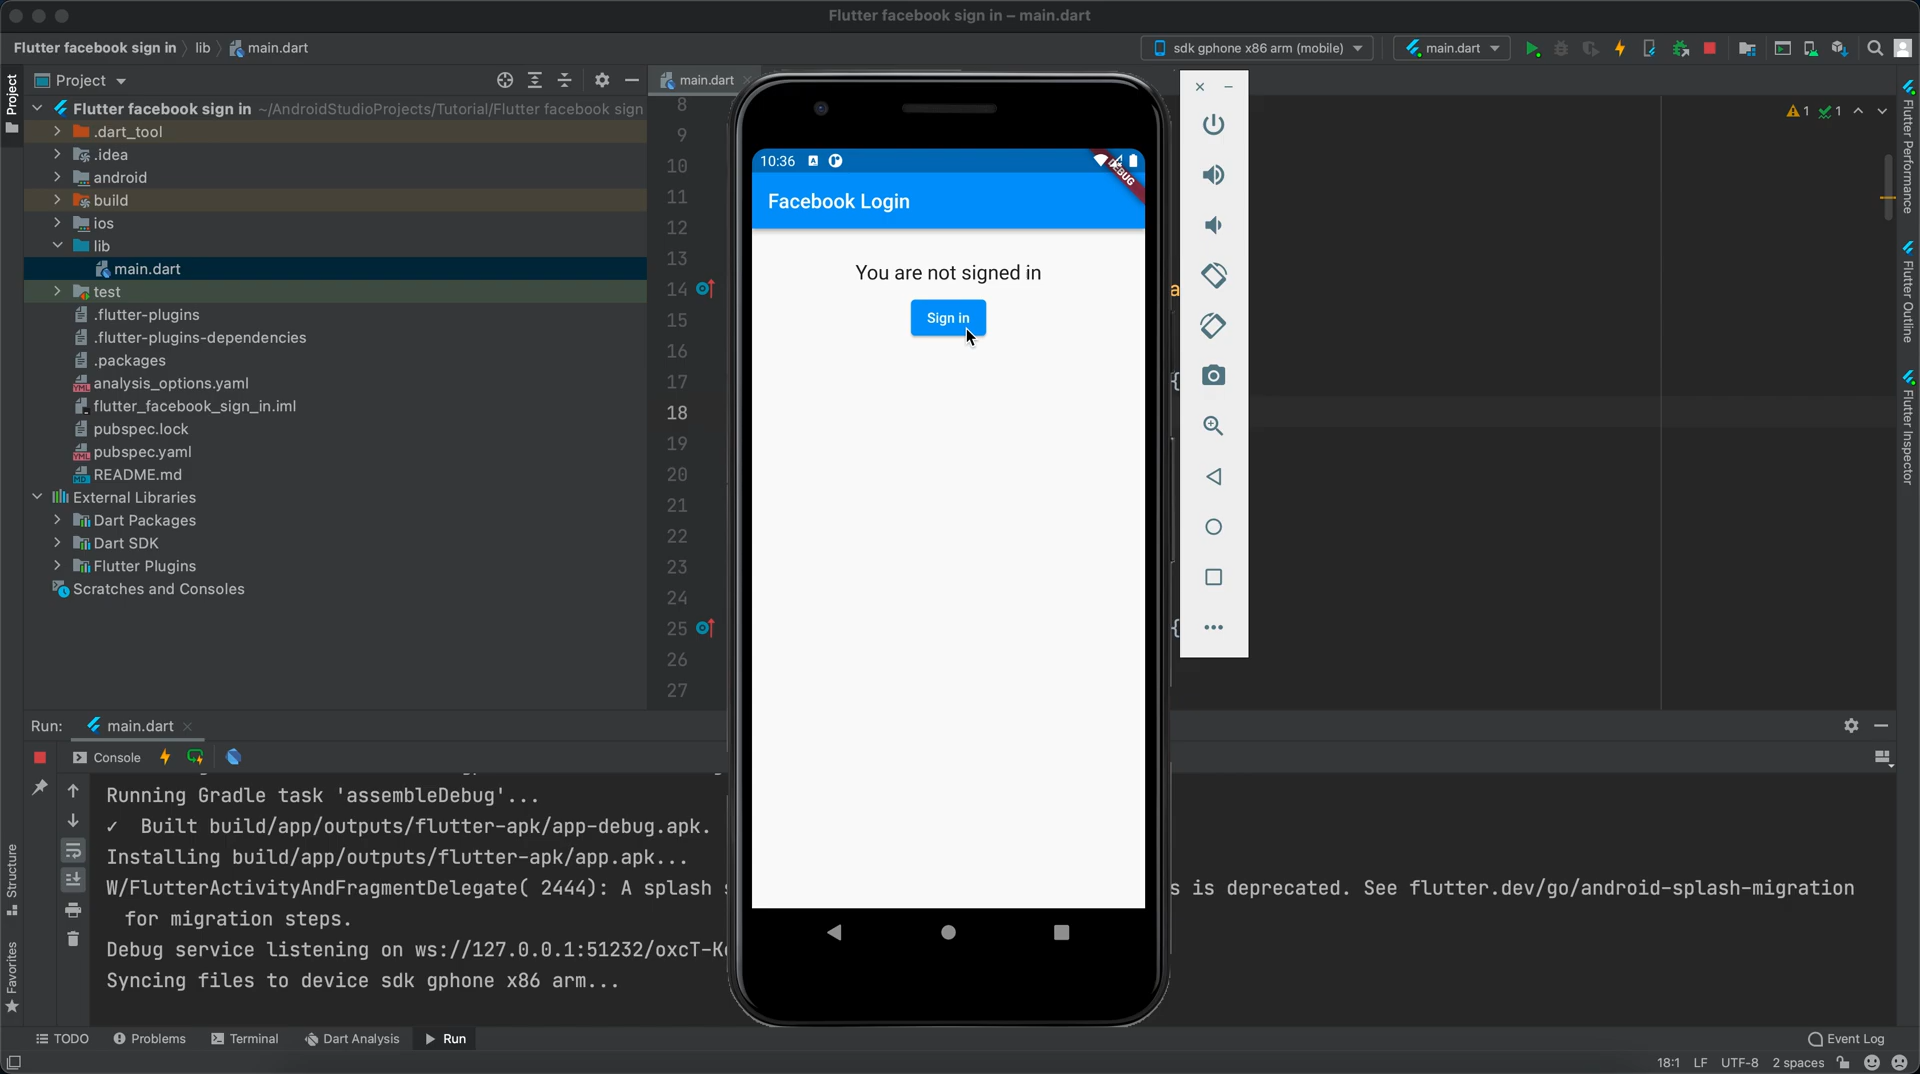 Flutter facebook sign in – main.dart
Flutter facebook sign in
lib
main.dart
sdk gphone x86 arm (mobile)
main.dart
Project
Project
main.dart
Flutter facebook sign in ~/AndroidStudioProjects/Tutorial/Flutter facebook sign
.dart_tool
.idea
android
build
ios
lib
main.dart
test
.flutter-plugins
.flutter-plugins-dependencies
.packages
analysis_options.yaml
flutter_facebook_sign_in.iml
pubspec.lock
pubspec.yaml
README.md
External Libraries
Dart Packages
Dart SDK
Flutter Plugins
Scratches and Consoles
8
9
10
11
12
13
14
15
16
17
18
19
20
21
22
23
24
25
26
27
10:36
DEBUG
Facebook Login
You are not signed in
Sign in
a
{
{
1
1
Flutter Performance
Flutter Outline
Flutter Inspector
Run:
main.dart
Console
Running Gradle task 'assembleDebug'...
✓ Built build/app/outputs/flutter-apk/app-debug.apk.
Installing build/app/outputs/flutter-apk/app.apk...
W/FlutterActivityAndFragmentDelegate( 2444): A splash s is deprecated. See flutter.dev/go/android-splash-migration
for migration steps.
Debug service listening on ws://127.0.0.1:51232/oxcT-K
Syncing files to device sdk gphone x86 arm...
Structure
Favorites
TODO
Problems
Terminal
Dart Analysis
Run
Event Log
18:1
LF
UTF-8
2 spaces